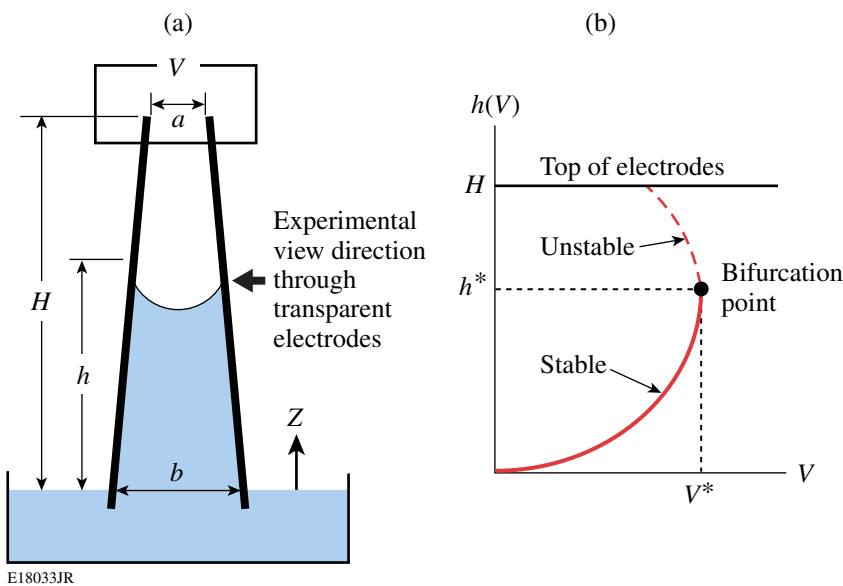 (a)
V
a
H
h
b
Z
Experimental
view direction
through
transparent
electrodes
E18033JR
(b)
h(V)
Top of electrodes
H
Unstable
h*
Bifurcation
point
Stable
V
V*